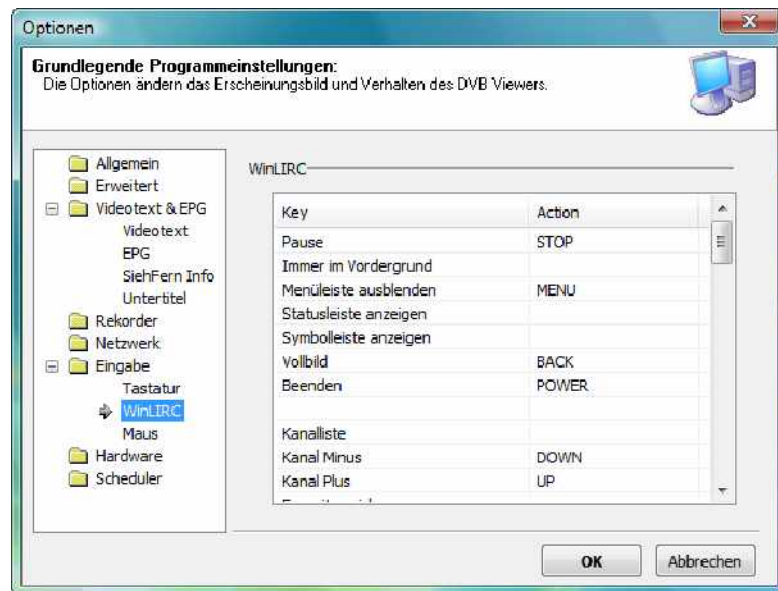 Optionen
Grundlegende Programmeinstellungen:
Die Optionen ändern das Erscheinungsbild und Verhalten des DVB Viewers.
Allgemein
Erweitert
Videotext & EPG
Videotext
EPG
SiehFern Info
Untertitel
Rekorder
Netzwerk
Eingabe
Tastatur
WinLIRC
Maus
Hardware
Scheduler
WinLIRC
Key Action
Pause STOP
Immer im Vordergrund
Menüleiste ausblenden MENU
Statusleiste anzeigen
Symbolleiste anzeigen
Vollbild BACK
Beenden POWER
Kanalliste
Kanal Minus DOWN
Kanal Plus UP
OK Abbrechen